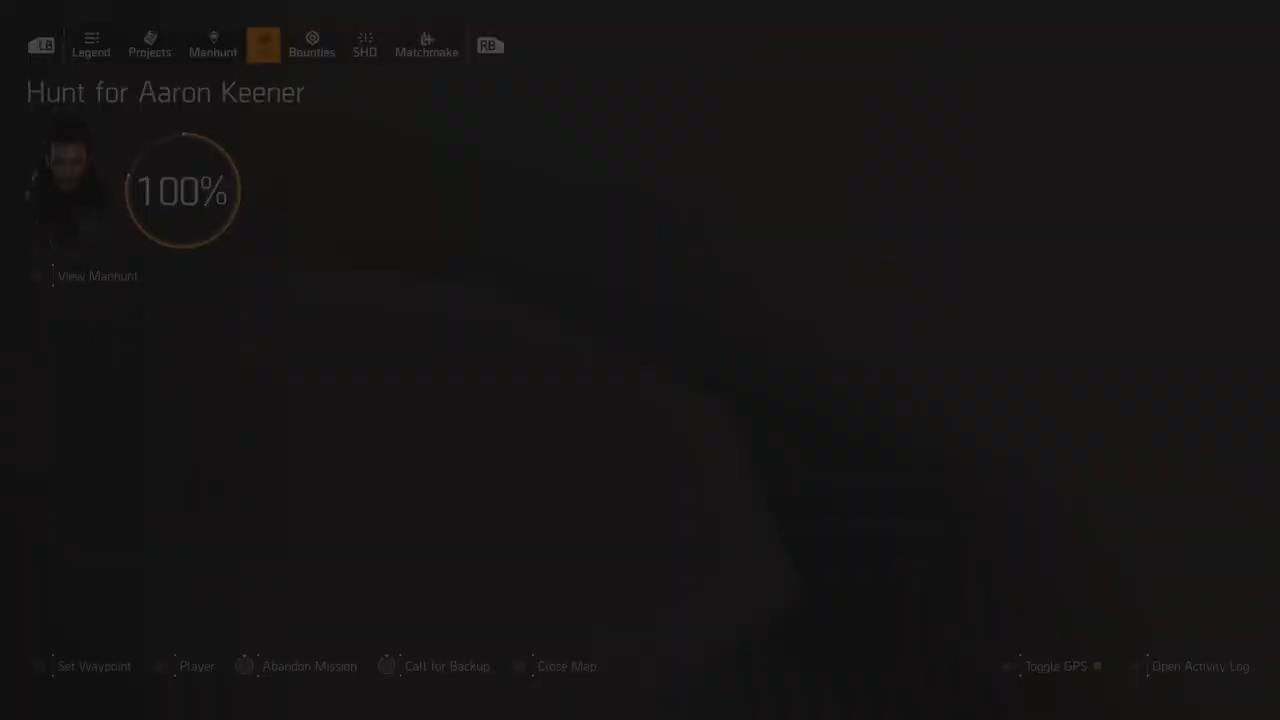 LB Legend Projects Manhunt Bounties SHD Matchmake RB
Hunt for Aaron Keener
100%
View Manhunt
Set Waypoint Player Abandon Mission Call for Backup Close Map Toggle GPS Open Activity Log